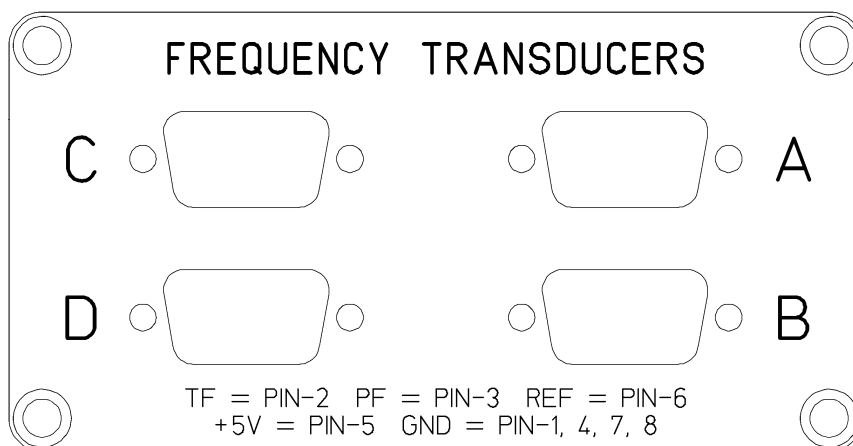 FREQUENCY TRANSDUCERS
C
A
D
B
TF = PIN-2 PF = PIN-3 REF = PIN-6
+5V = PIN-5 GND = PIN-1, 4, 7, 8